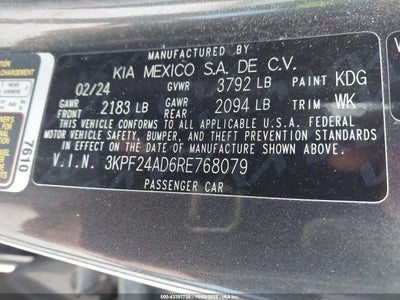 MANUFACTURED BY
KIA MEXICO S.A. DE C.V.
02/24 GVWR 3792 LB PAINT KDG
GAWR FRONT 2183 LB GAWR REAR 2094 LB TRIM WK
CONFORMS TO ALL APPLICABLE U.S.A. FEDERAL
MOTOR VEHICLE SAFETY, BUMPER, AND THEFT
PREVENTION STANDARDS IN EFFECT ON THE
DATE OF MANUFACTURE SHOWN ABOVE.
V.I.N. 3KPF24AD6RE768079
PASSENGER CAR
7610